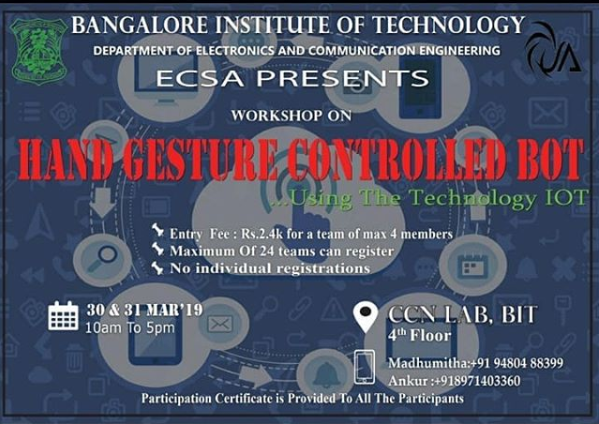 BANGALORE INSTITUTE OF TECHNOLOGY
DEPARTMENT OF ELECTRONICS AND COMMUNICATION ENGINEERING
ECSA PRESENTS
WORKSHOP ON
HAND GESTURE CONTROLLED BOT
...Using The Technology IOT
Entry Fee : Rs.2.4k for a team of max 4 members
Maximum Of 24 teams can register
No individual registrations
30 & 31 MAR'19
10am To 5pm
CCN LAB, BIT
4th Floor
Madhumitha:+91 94804 88399
Ankur :+918971403360
Participation Certificate is Provided To All The Participants